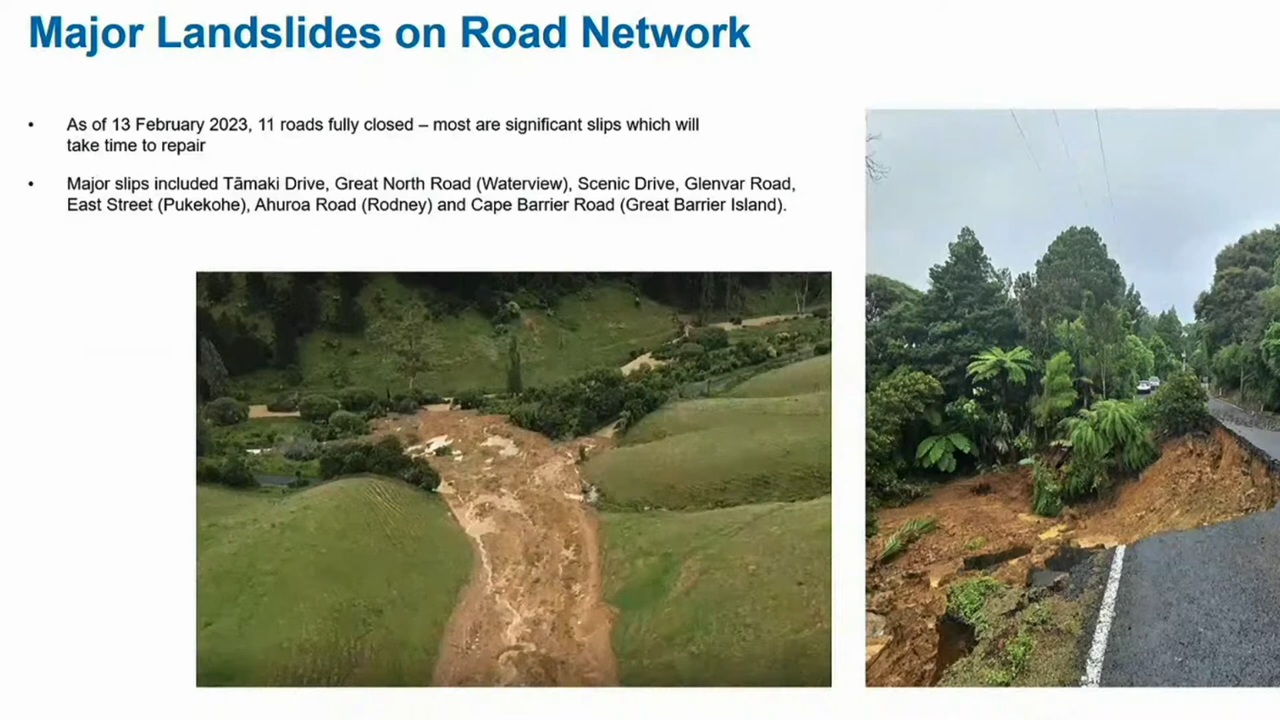 Major Landslides on Road Network
• As of 13 February 2023, 11 roads fully closed – most are significant slips which will
take time to repair
• Major slips included Tāmaki Drive, Great North Road (Waterview), Scenic Drive, Glenvar Road,
East Street (Pukekohe), Ahuroa Road (Rodney) and Cape Barrier Road (Great Barrier Island).